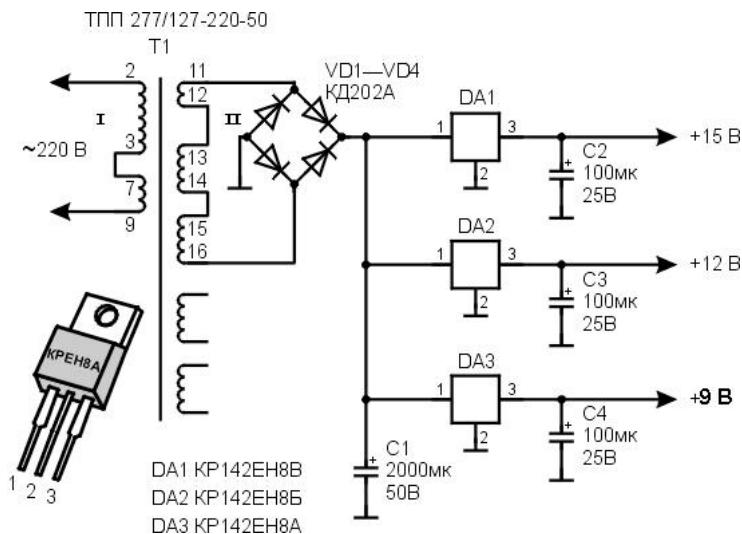 ТПП 277/127-220-50
T1
2
11
I
12
II
3
~220 В
13
7
14
9
15
16
VD1—VD4
КД202А
DA1
1
3
2
+15 В
+
C2
100мк
25В
DA2
1
3
2
+12 В
+
C3
100мк
25В
DA3
1
3
2
+9 В
+
C4
100мк
25В
+
C1
2000мк
50В
КРЕН8А
1 2 3
DA1 КР142ЕН8В
DA2 КР142ЕН8Б
DA3 КР142ЕН8А